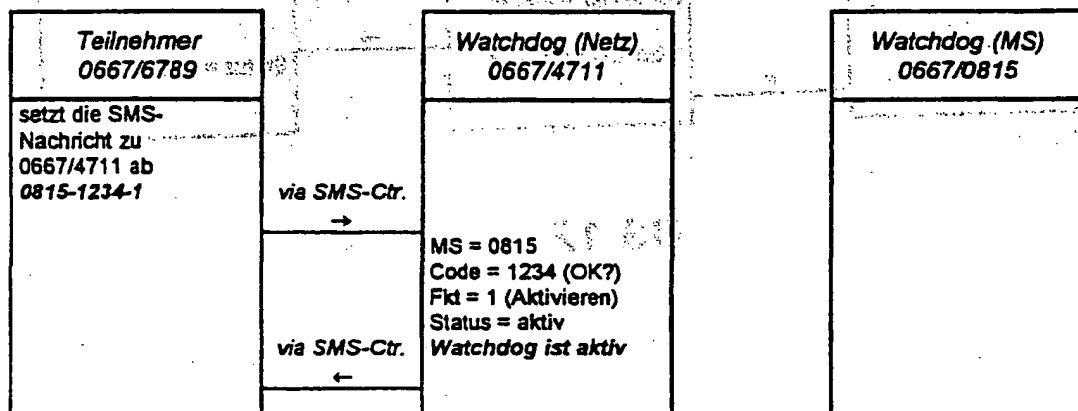 Teilnehmer
0667/6789
Watchdog (Netz)
0667/4711
Watchdog (MS)
0667/0815
setzt die SMS-
Nachricht zu
0667/4711 ab
0815-1234-1
via SMS-Ctr.
→
MS = 0815
Code = 1234 (OK?)
Fkt = 1 (Aktivieren)
Status = aktiv
Watchdog ist aktiv
via SMS-Ctr.
←